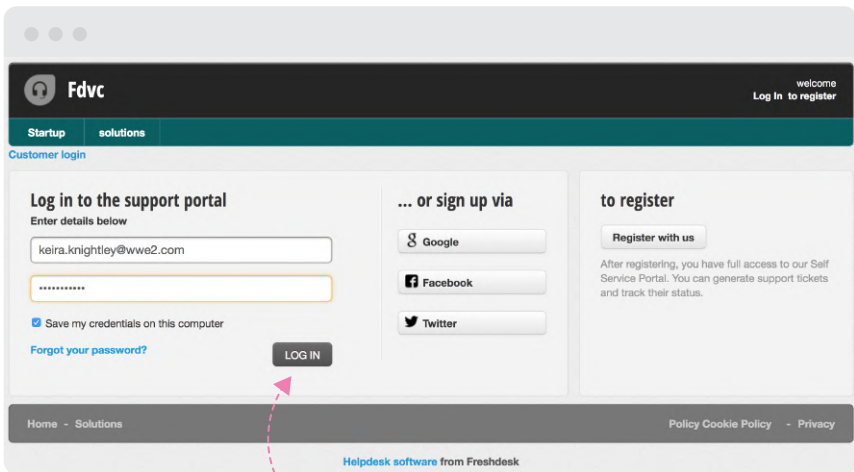 Fdvc
welcome
Log In to register
Startup solutions
Customer login
Log in to the support portal
Enter details below
keira.knightley@wwe2.com
•••••••••••
Save my credentials on this computer
Forgot your password?
LOG IN
... or sign up via
Google
Facebook
Twitter
to register
Register with us
After registering, you have full access to our Self
Service Portal. You can generate support tickets
and track their status.
Home - Solutions
Policy Cookie Policy - Privacy
Helpdesk software from Freshdesk